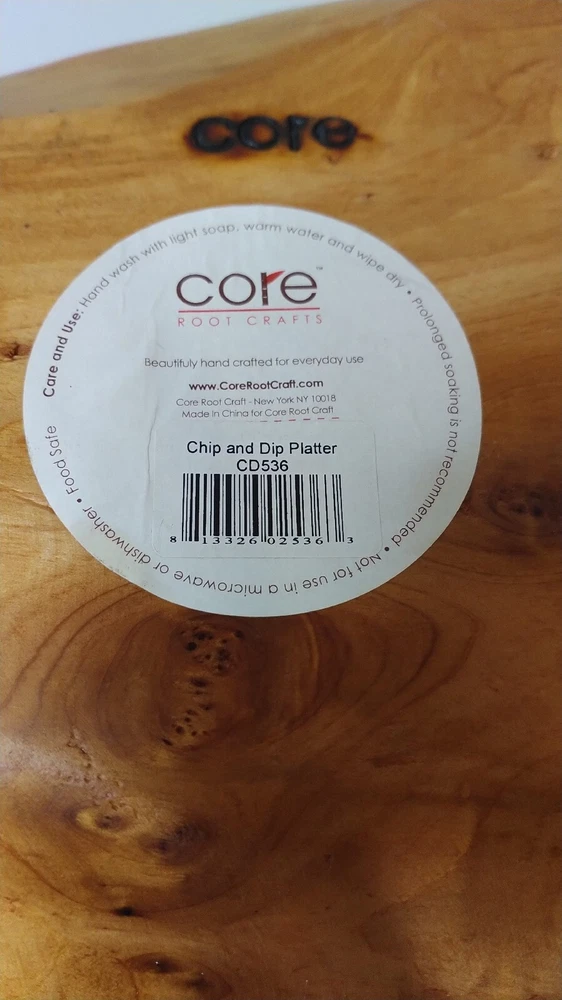 core
Care and Use: Hand wash with light soap, warm water and wipe dry • Prolonged soaking is not recommended • Not for use in a microwave or dishwasher • Food Safe
core™
ROOT CRAFTS
Beautifuly hand crafted for everyday use
www.CoreRootCraft.com
Core Root Craft - New York NY 10018
Made In China for Core Root Craft
Chip and Dip Platter
CD536
8 13326 02536 3